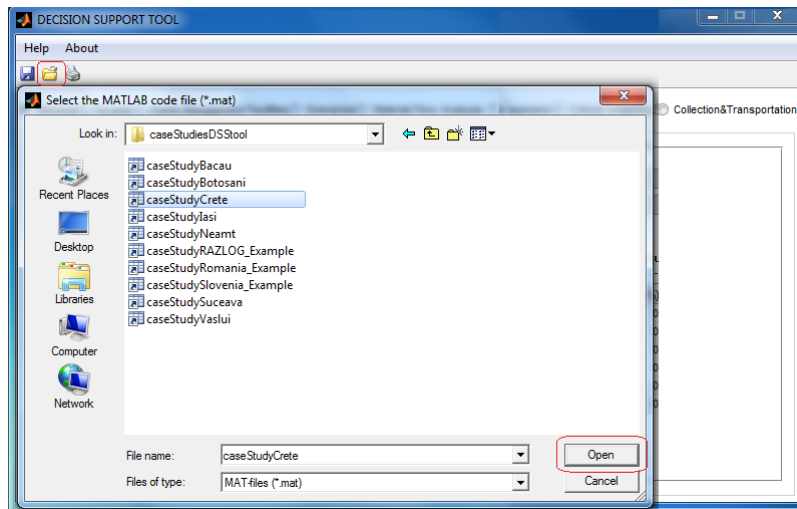 DECISION SUPPORT TOOL
Help About
Select the MATLAB code file (*.mat)
Collection&Transportation
Look in: caseStudiesDSStool
Recent Places
Desktop
Libraries
Computer
Network
caseStudyBacau
caseStudyBotosani
caseStudyCrete
caseStudyIasi
caseStudyNeamt
caseStudyRAZLOG_Example
caseStudyRomania_Example
caseStudySlovenia_Example
caseStudySuceava
caseStudyVaslui
File name: caseStudyCrete Open
Files of type: MAT-files (*.mat) Cancel